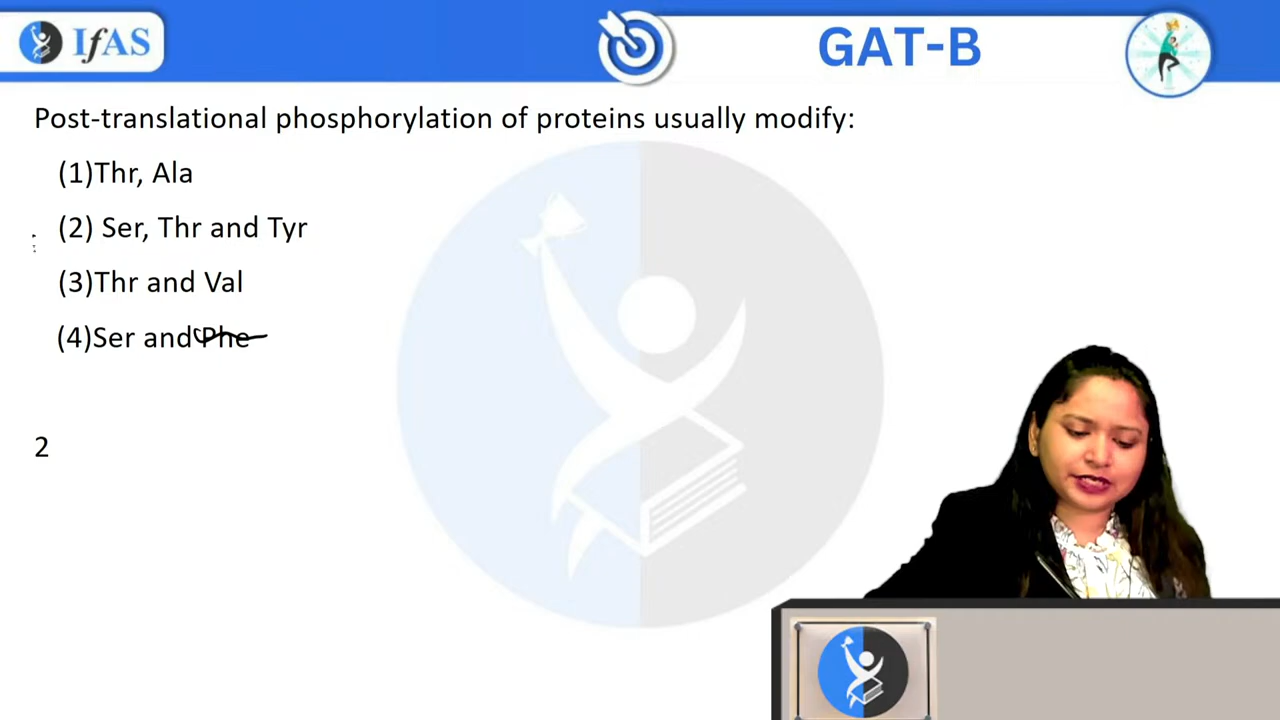 IfAS
GAT-B
Post-translational phosphorylation of proteins usually modify:
(1)Thr, Ala
(2) Ser, Thr and Tyr
(3)Thr and Val
(4)Ser and Phe
2